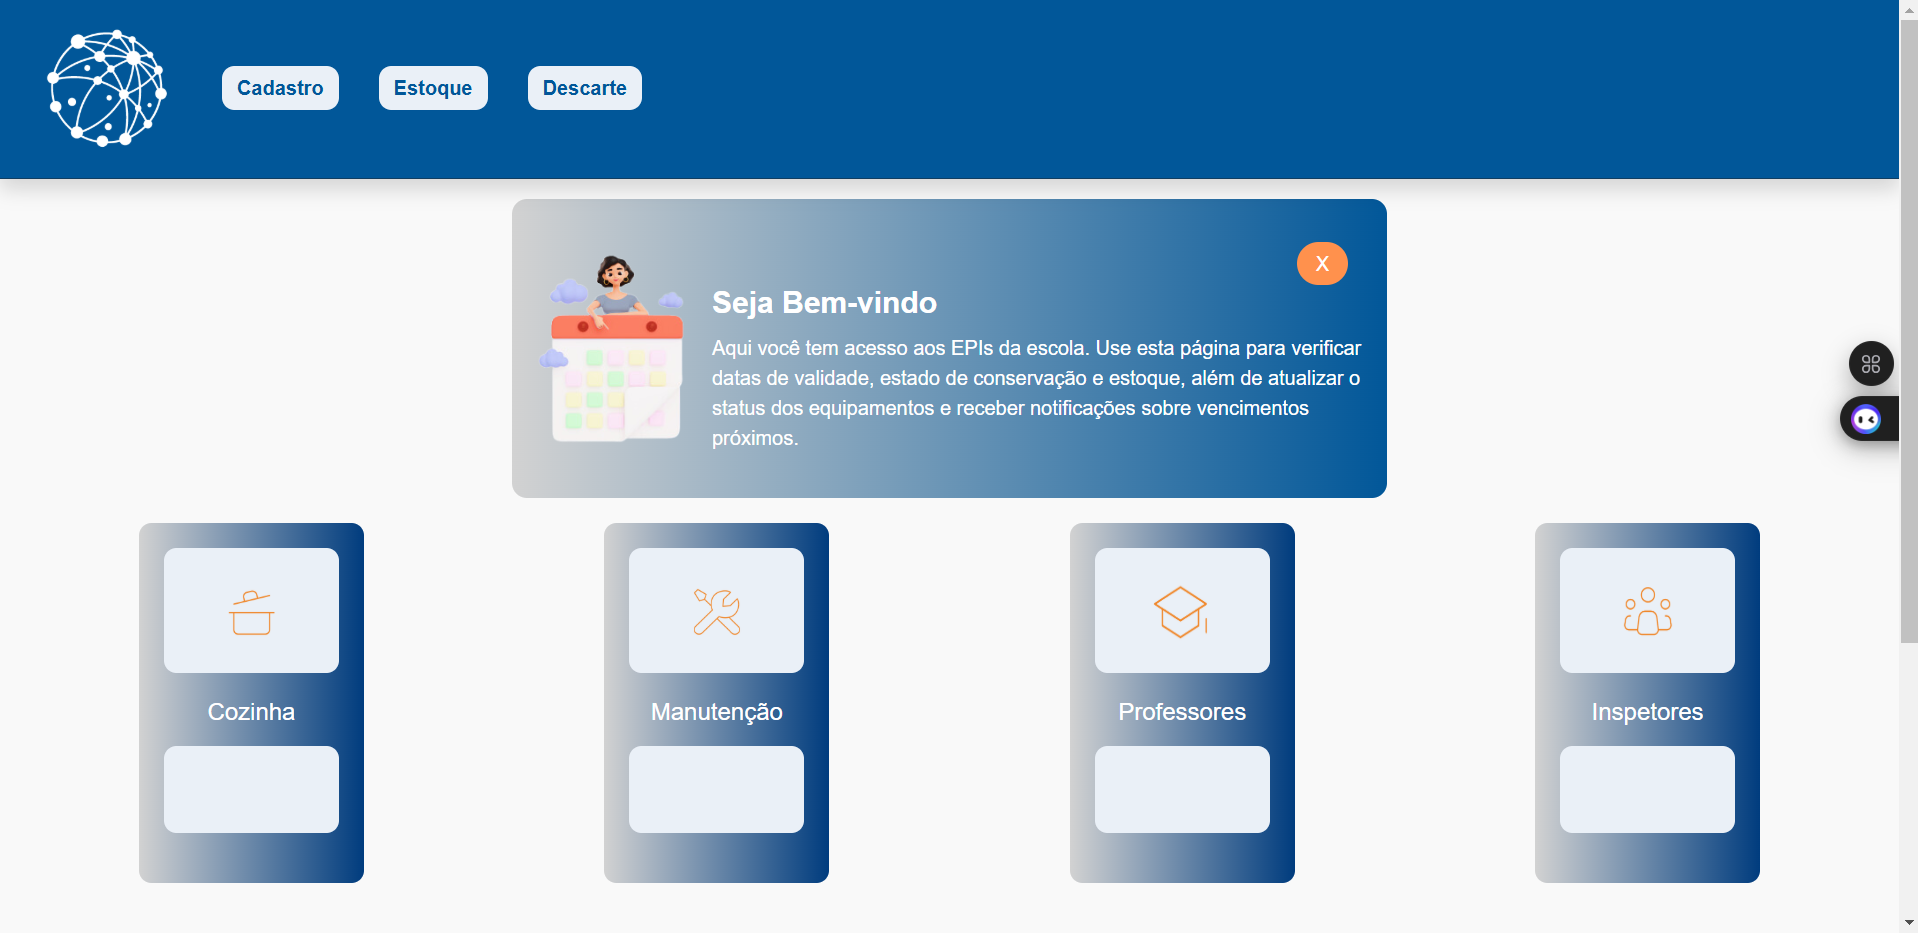 Cadastro
Estoque
Descarte
X
Seja Bem-vindo
Aqui você tem acesso aos EPIs da escola. Use esta página para verificar
datas de validade, estado de conservação e estoque, além de atualizar o
status dos equipamentos e receber notificações sobre vencimentos
próximos.
Cozinha
Manutenção
Professores
Inspetores